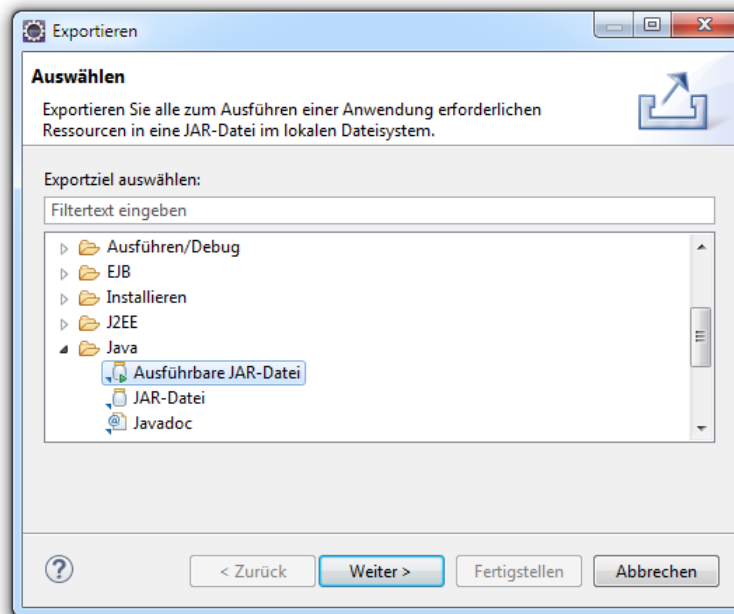 Exportieren
Auswählen
Exportieren Sie alle zum Ausführen einer Anwendung erforderlichen
Ressourcen in eine JAR-Datei im lokalen Dateisystem.
Exportziel auswählen:
Filtertext eingeben
Ausführen/Debug
EJB
Installieren
J2EE
Java
Ausführbare JAR-Datei
JAR-Datei
Javadoc
< Zurück
Weiter >
Fertigstellen
Abbrechen